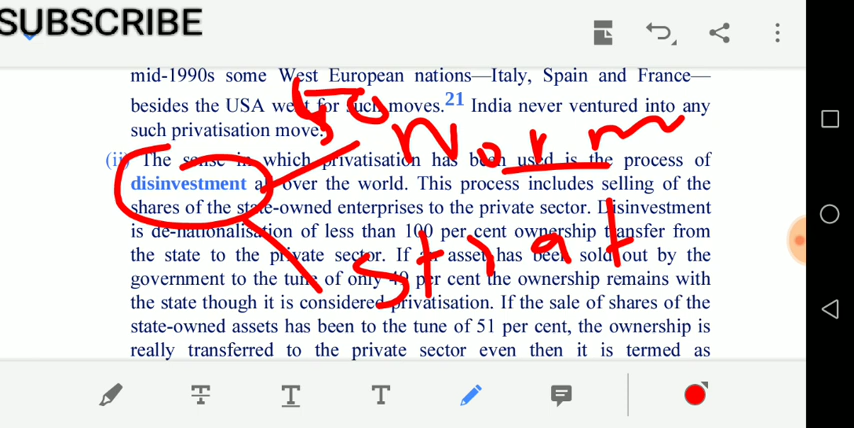 SUBSCRIBE
mid-1990s some West European nations—Italy, Spain and France—
besides the USA went for such moves.21 India never ventured into any
such privatisation move.
(ii) The sense in which privatisation has been used is the process of
disinvestment all over the world. This process includes selling of the
shares of the state-owned enterprises to the private sector. Disinvestment
is de-nationalisation of less than 100 per cent ownership transfer from
the state to the private sector. If an asset has been sold out by the
government to the tune of only 49 per cent the ownership remains with
the state though it is considered privatisation. If the sale of shares of the
state-owned assets has been to the tune of 51 per cent, the ownership is
really transferred to the private sector even then it is termed as
Norm
Strat
T
T
T